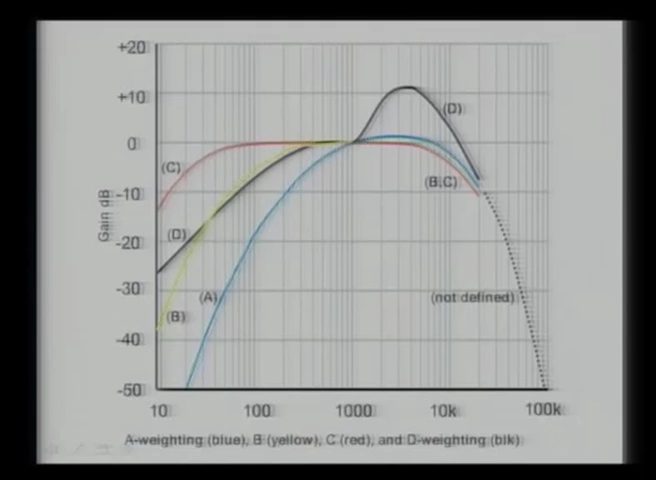 +20
+10
(D)
0
(C)
(B,C)
-10
Gain dB
(D)
-20
(A)
(not defined)
-30
(B)
-40
-50
10 100 1000 10k 100k
A-weighting (blue), B (yellow), C (red), and D-weighting (blk)